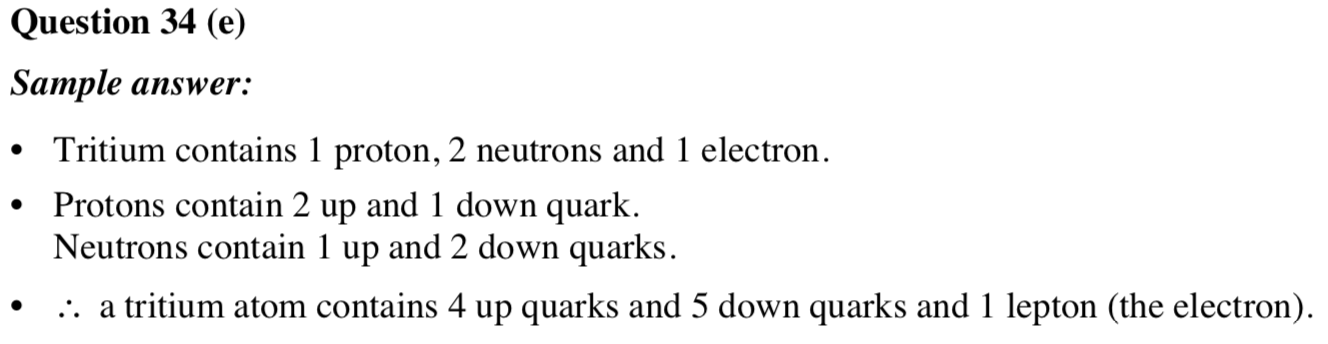 Question 34 (e)
Sample answer:
• Tritium contains 1 proton, 2 neutrons and 1 electron.
• Protons contain 2 up and 1 down quark.
Neutrons contain 1 up and 2 down quarks.
• ∴ a tritium atom contains 4 up quarks and 5 down quarks and 1 lepton (the electron).